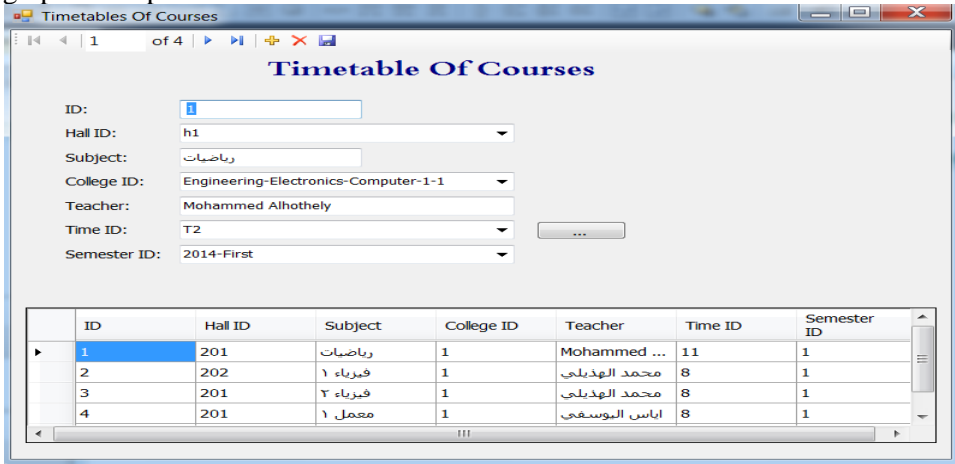 Timetables Of Courses
1 of 4
Timetable Of Courses
ID: 1
Hall ID: h1
Subject: رياضيات
College ID: Engineering-Electronics-Computer-1-1
Teacher: Mohammed Alhothely
Time ID: T2 ...
Semester ID: 2014-First
ID Hall ID Subject College ID Teacher Time ID Semester ID
1 201 رياضيات 1 Mohammed ... 11 1
2 202 فيزياء ١ 1 محمد الهذيلي 8 1
3 201 فيزياء ٢ 1 محمد الهذيلي 8 1
4 201 معمل ١ 1 اياس اليوسفي 8 1